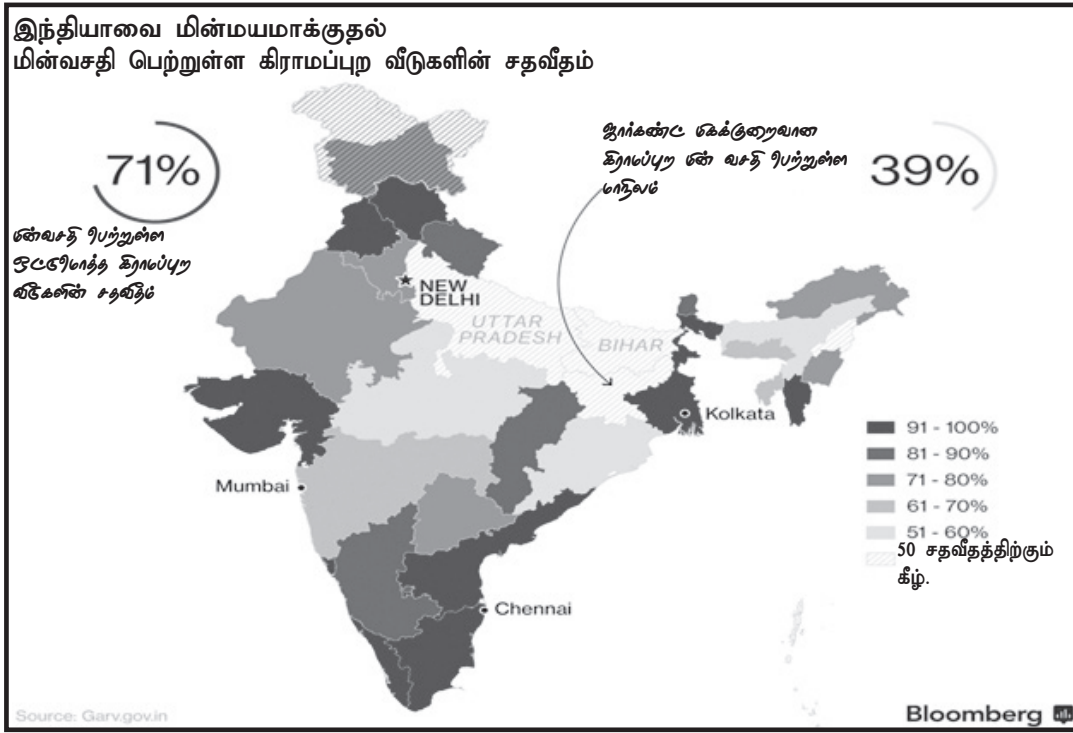 இந்தியாவை மின்மயமாக்குதல்
மின்வசதி பெற்றுள்ள கிராமப்புற வீடுகளின் சதவீதம்
71%
மின்வசதி பெற்றுள்ள
ஒட்டுமொத்த கிராமப்புற
வீடுகளின் சதவீதம்
ஜார்கண்ட் மிகக்குறைவான
கிராமப்புற மின் வசதி பெற்றுள்ள
மாநிலம்
39%
NEW
DELHI
UTTAR
PRADESH
BIHAR
Kolkata
Mumbai
Chennai
91 - 100%
81 - 90%
71 - 80%
61 - 70%
51 - 60%
50 சதவீதத்திற்கும்
கீழ்.
Source: Garv.gov.in
Bloomberg